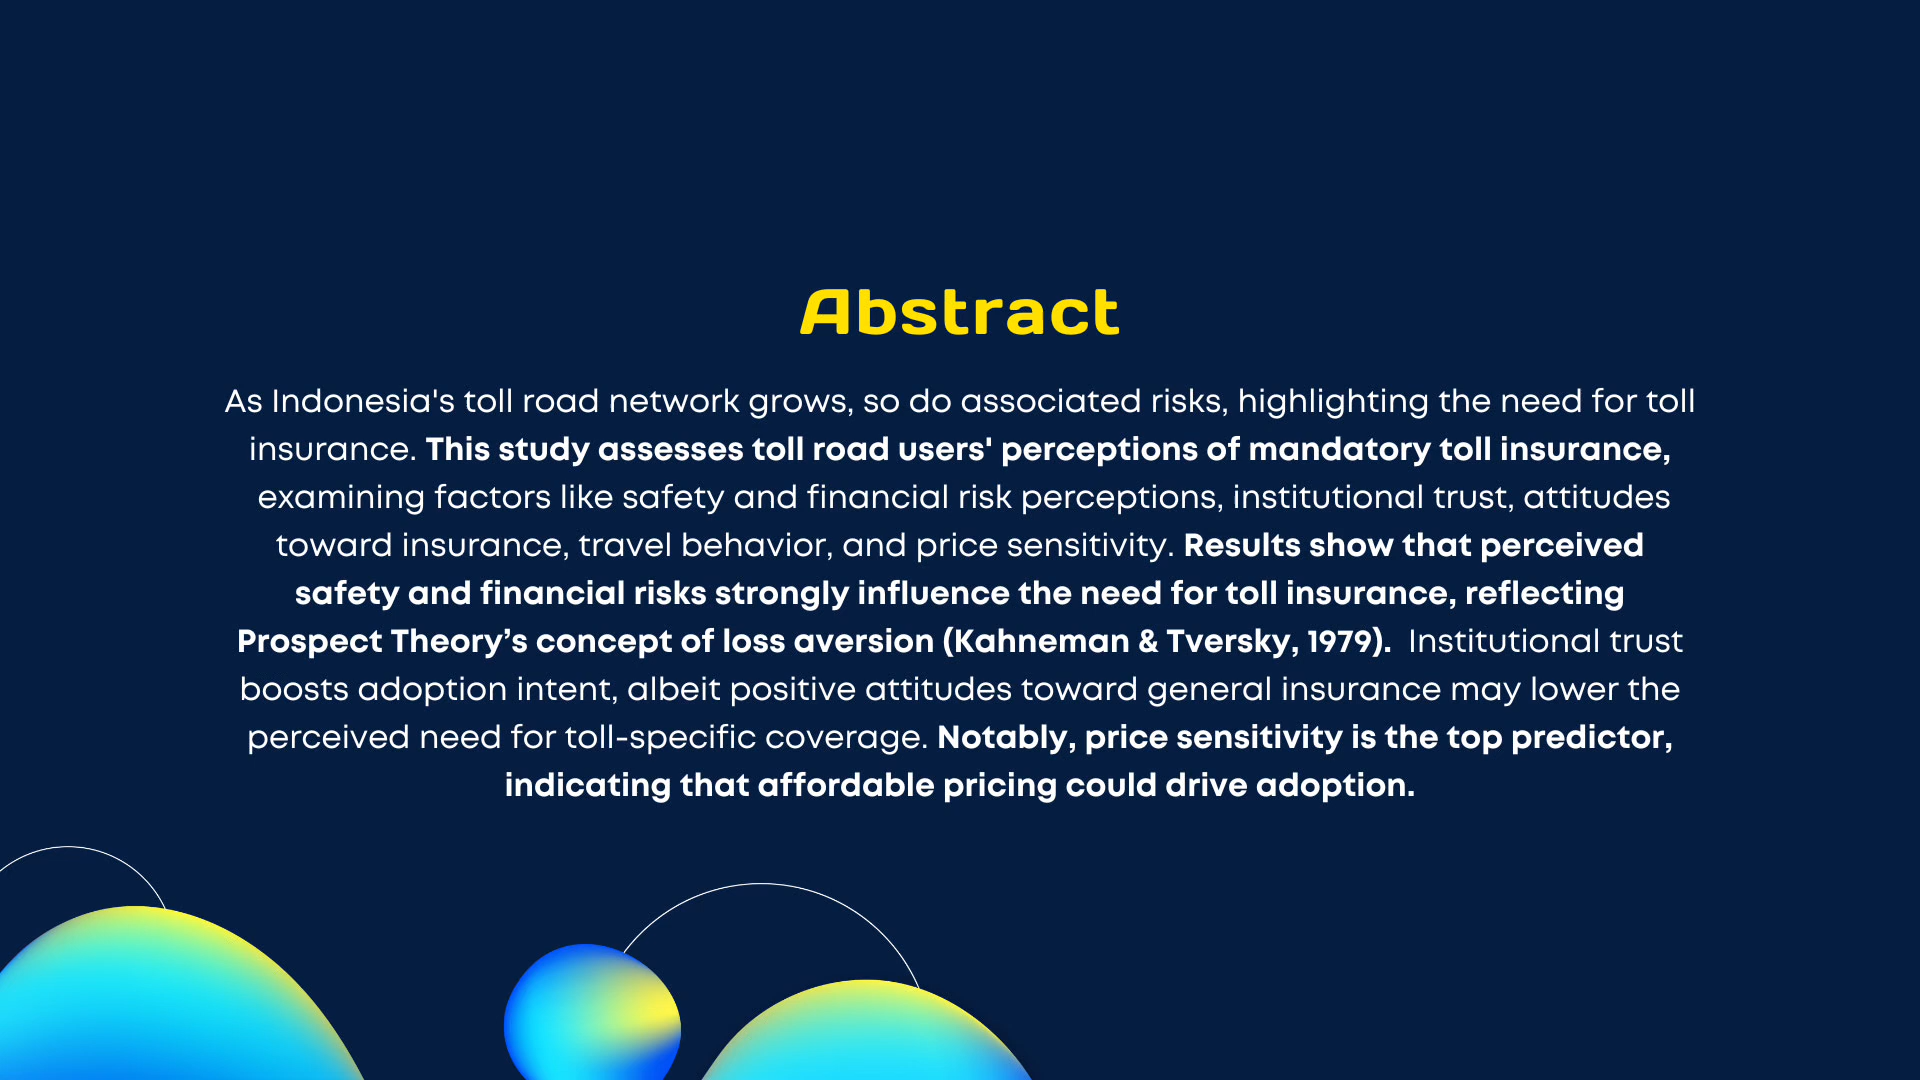 Abstract
As Indonesia's toll road network grows, so do associated risks, highlighting the need for toll
insurance. This study assesses toll road users' perceptions of mandatory toll insurance,
examining factors like safety and financial risk perceptions, institutional trust, attitudes
toward insurance, travel behavior, and price sensitivity. Results show that perceived
safety and financial risks strongly influence the need for toll insurance, reflecting
Prospect Theory’s concept of loss aversion (Kahneman & Tversky, 1979).  Institutional trust
boosts adoption intent, albeit positive attitudes toward general insurance may lower the
perceived need for toll-specific coverage. Notably, price sensitivity is the top predictor,
indicating that affordable pricing could drive adoption.